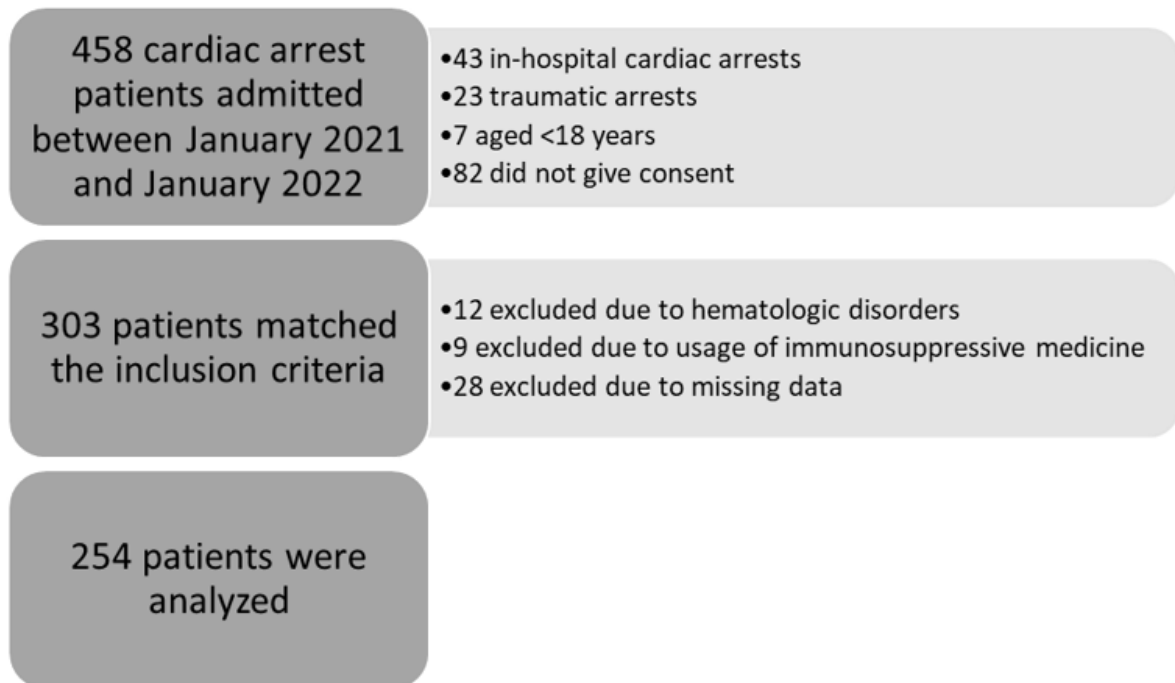 458 cardiac arrest
patients admitted
between January 2021
and January 2022
•43 in-hospital cardiac arrests
•23 traumatic arrests
•7 aged <18 years
•82 did not give consent
303 patients matched
the inclusion criteria
•12 excluded due to hematologic disorders
•9 excluded due to usage of immunosuppressive medicine
•28 excluded due to missing data
254 patients were
analyzed